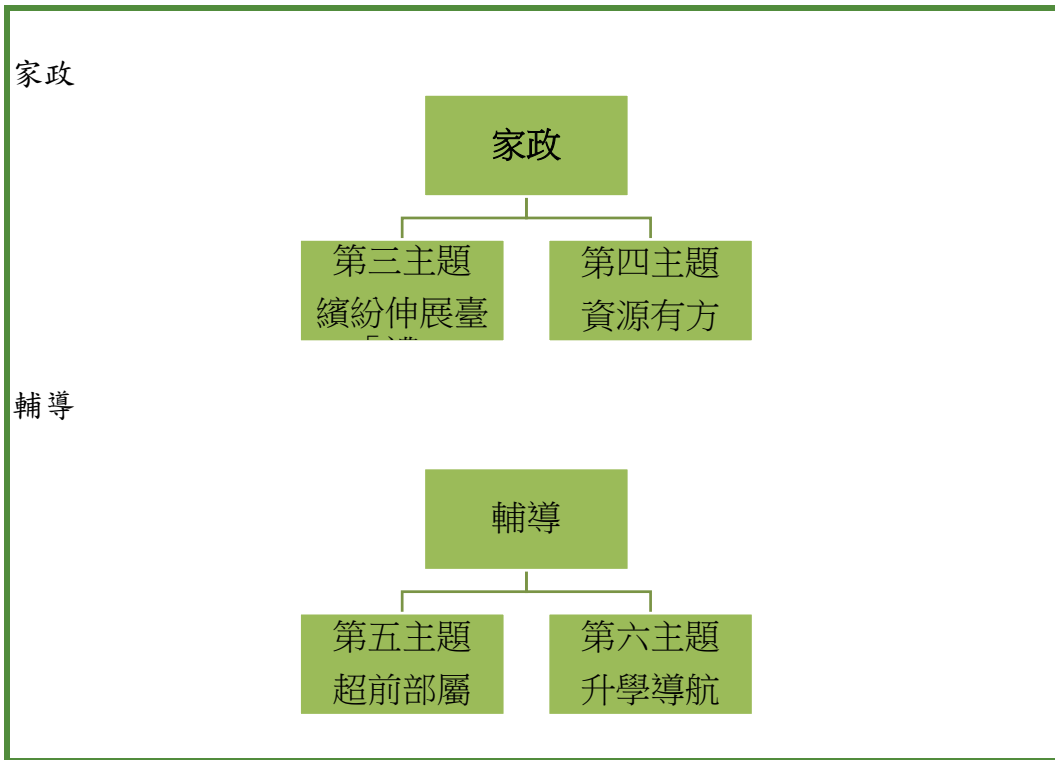 家政
家政
第三主題
第四主題
繽紛伸展臺
資源有方
輔導
輔導
第五主題
第六主題
超前部屬
升學導航